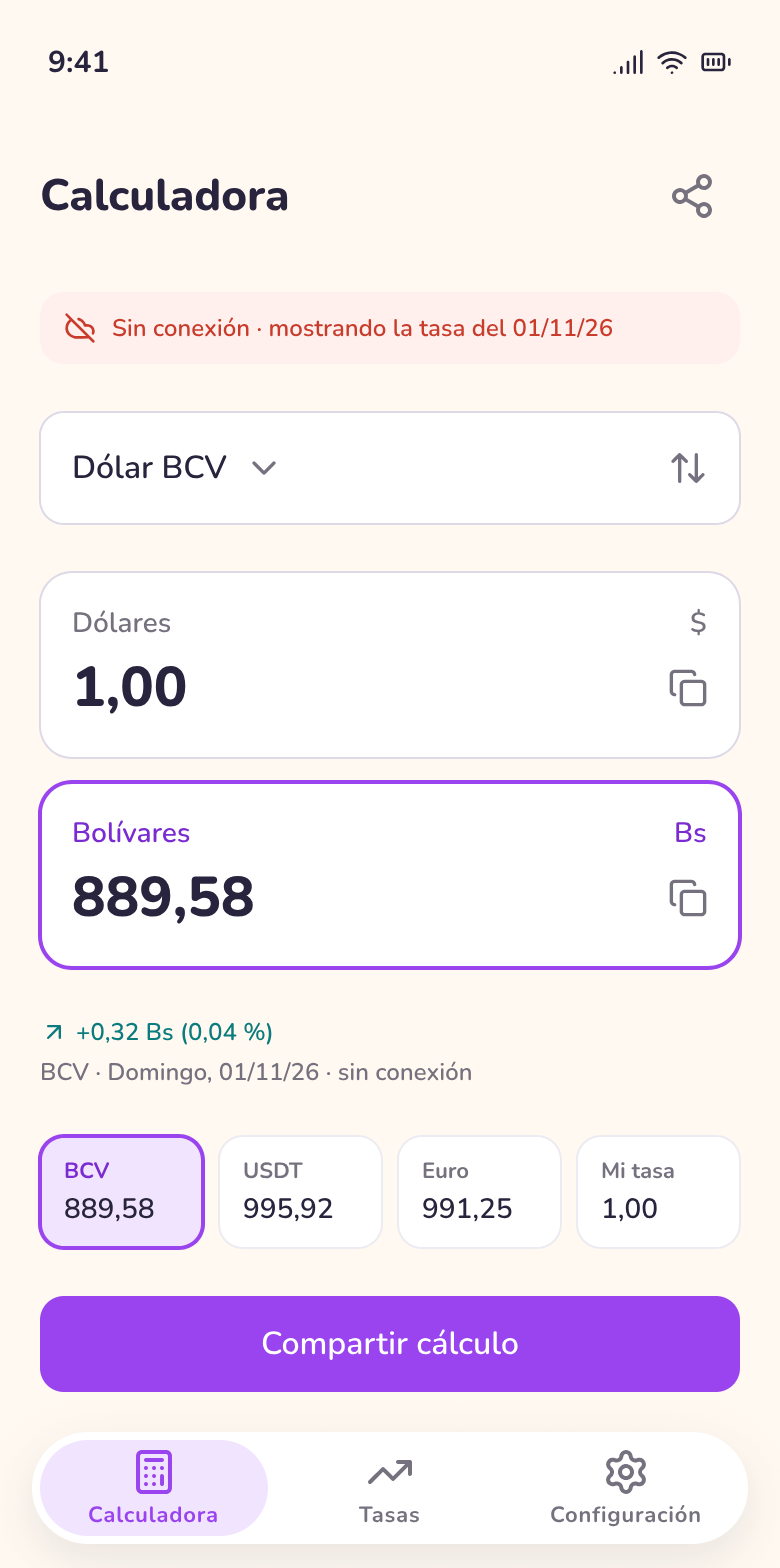 9:41
Calculadora
Sin conexión · mostrando la tasa del 01/11/26
Dólar BCV
Dólares $
1,00
Bolívares Bs
889,58
+0,32 Bs (0,04 %)
BCV · Domingo, 01/11/26 · sin conexión
BCV USDT Euro Mi tasa
889,58 995,92 991,25 1,00
Compartir cálculo
Calculadora Tasas Configuración